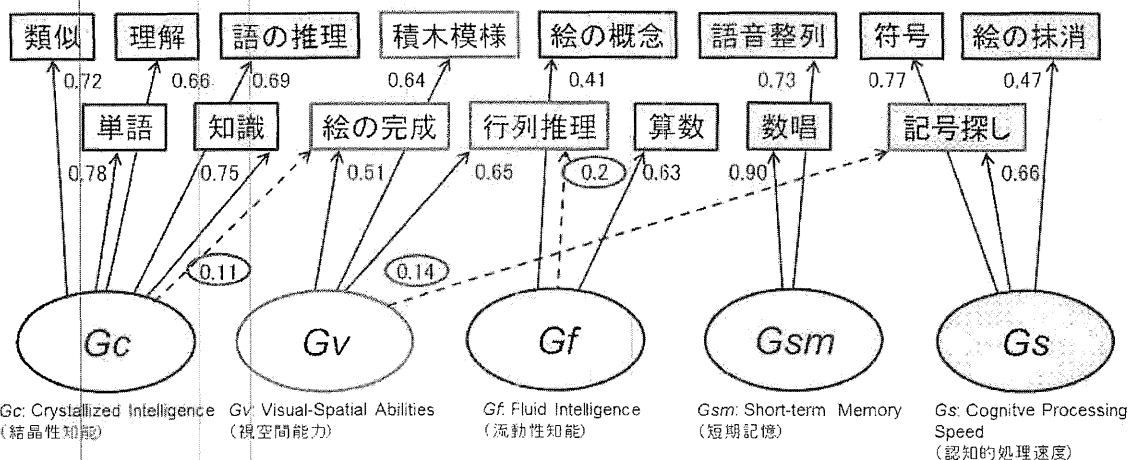 類似 理解 語の推理 積木模様 絵の概念 語音整列 符号 絵の抹消
0.72 0.66 0.69 0.64 0.41 0.73 0.77 0.47
単語 知識 絵の完成 行列推理 算数 数唱 記号探し
0.78 0.75 0.51 0.65 0.2 0.63 0.90 0.66
0.11 0.14
Gc Gv Gf Gsm Gs
Gc: Crystallized Intelligence
(結晶性知能)
Gv: Visual-Spatial Abilities
(視空間能力)
Gf: Fluid Intelligence
(流動性知能)
Gsm: Short-term Memory
(短期記憶)
Gs: Cognitve Processing
Speed
(認知的処理速度)